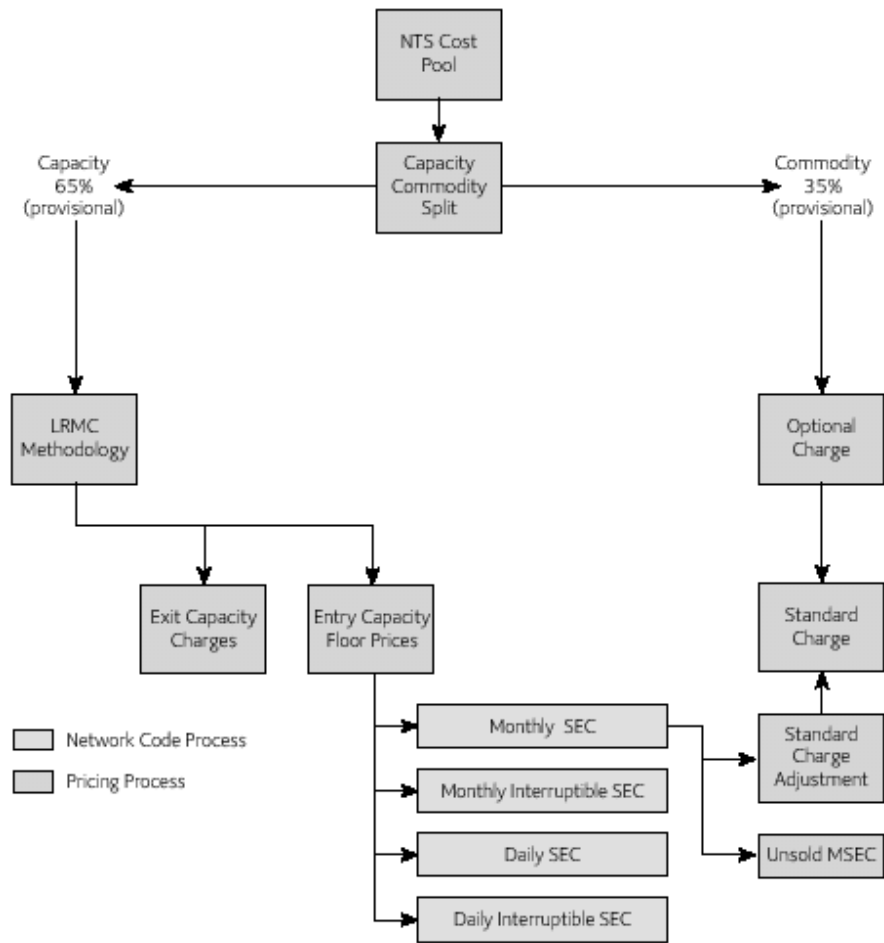 NTS Cost
Pool
Capacity
65%
(provisional)
Capacity
Commodity
Split
Commodity
35%
(provisional)
LRMC
Methodology
Optional
Charge
Exit Capacity
Charges
Entry Capacity
Floor Prices
Standard
Charge
Network Code Process
Pricing Process
Monthly SEC
Monthly Interruptible SEC
Daily SEC
Daily Interruptible SEC
Standard
Charge
Adjustment
Unsold MSEC